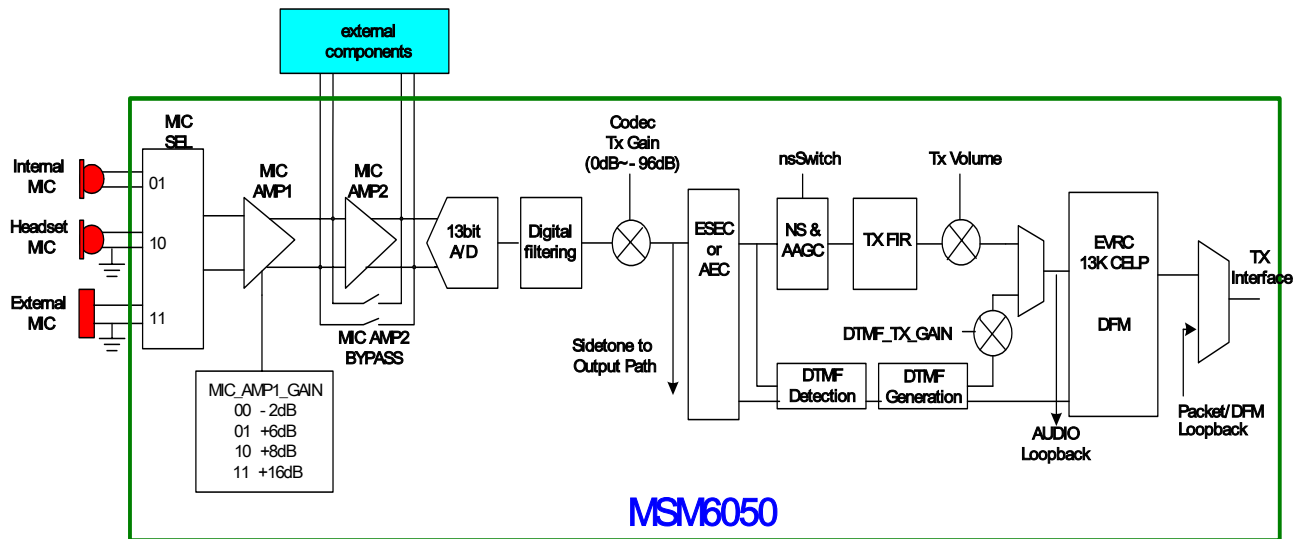 external
components
MIC
SEL
Internal
MIC
01
Headset
MIC
10
External
MIC
11
MIC
AMP1
MIC
AMP2
MIC AMP2
BYPASS
MIC_AMP1_GAIN
00 - 2dB
01 +6dB
10 +8dB
11 +16dB
13bit
A/D
Digital
filtering
Codec
Tx Gain
(0dB~ - 96dB)
Sidetone to
Output Path
ESEC
or
AEC
nsSwitch
NS &
AAGC
TX FIR
Tx Volume
DTMF_TX_GAIN
DTMF
Detection
DTMF
Generation
AUDIO
Loopback
EVRC
13K CELP
DFM
TX
Interface
Packet/DFM
Loopback
MSM6050